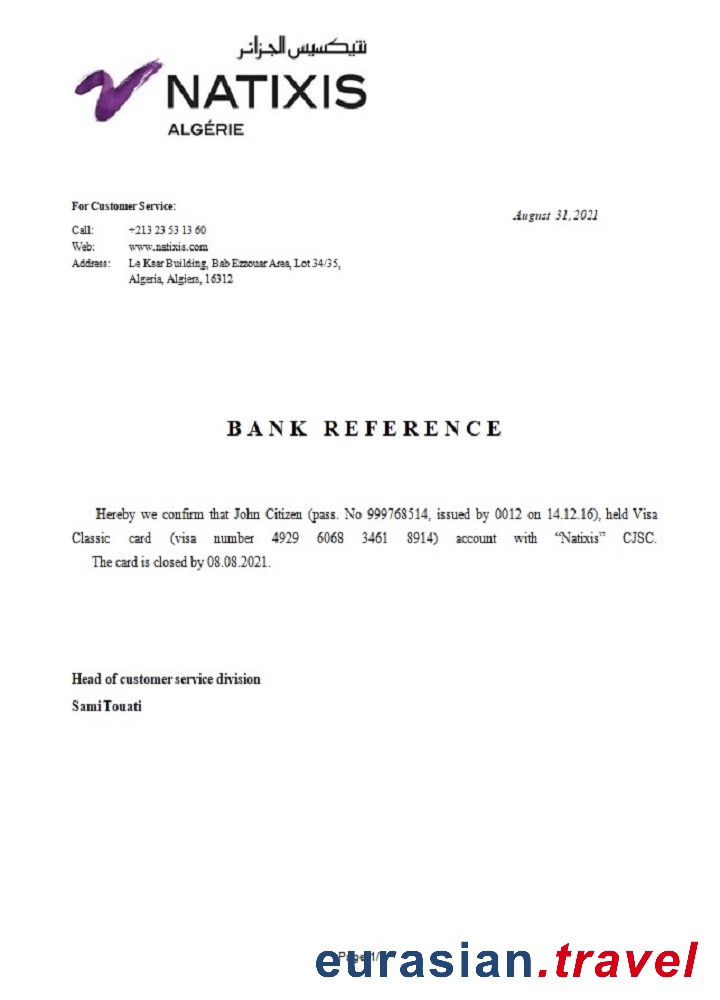 نتيكسيس الجزائر
NATIXIS
ALGÉRIE
For Customer Service:
August 31, 2021
Call: +213 23 53 13 60
Web: www.natixis.com
Address: Le Ksar Building, Bab Ezzouar Area, Lot 34/35,
Algeria, Algiers, 16312
BANK REFERENCE
Hereby we confirm that John Citizen (pass. No 999768514, issued by 0012 on 14.12.16), held Visa
Classic card (visa number 4929 6068 3461 8914) account with “Natixis” CJSC.
The card is closed by 08.08.2021.
Head of customer service division
Sami Touati
eurasian.travel